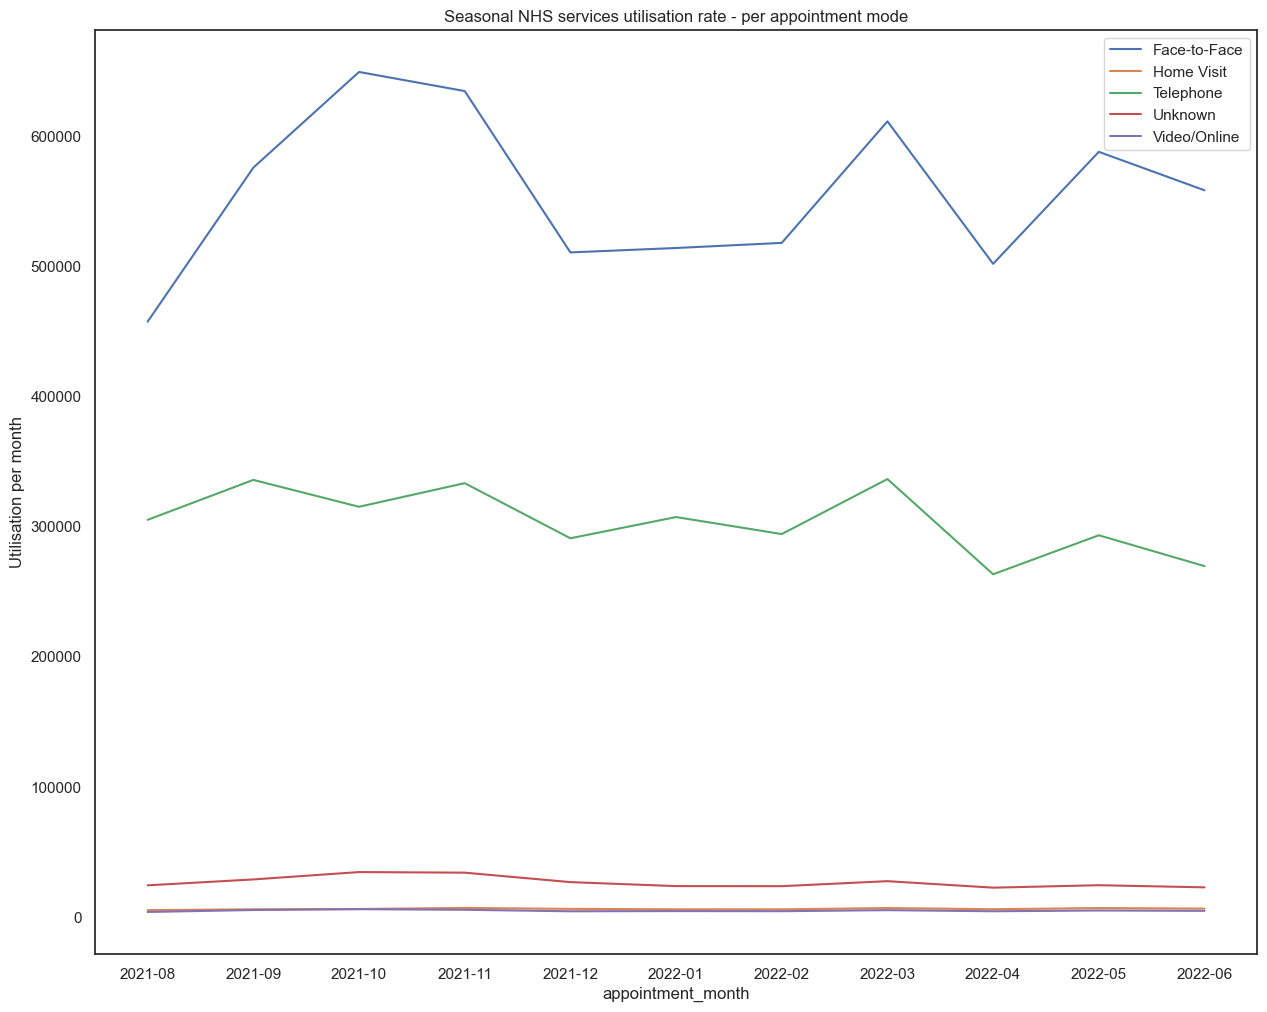 Seasonal NHS services utilisation rate - per appointment mode
Face-to-Face
Home Visit
Telephone
Unknown
Video/Online
Utilisation per month
600000
500000
400000
300000
200000
100000
0
2021-08 2021-09 2021-10 2021-11 2021-12 2022-01 2022-02 2022-03 2022-04 2022-05 2022-06
appointment_month